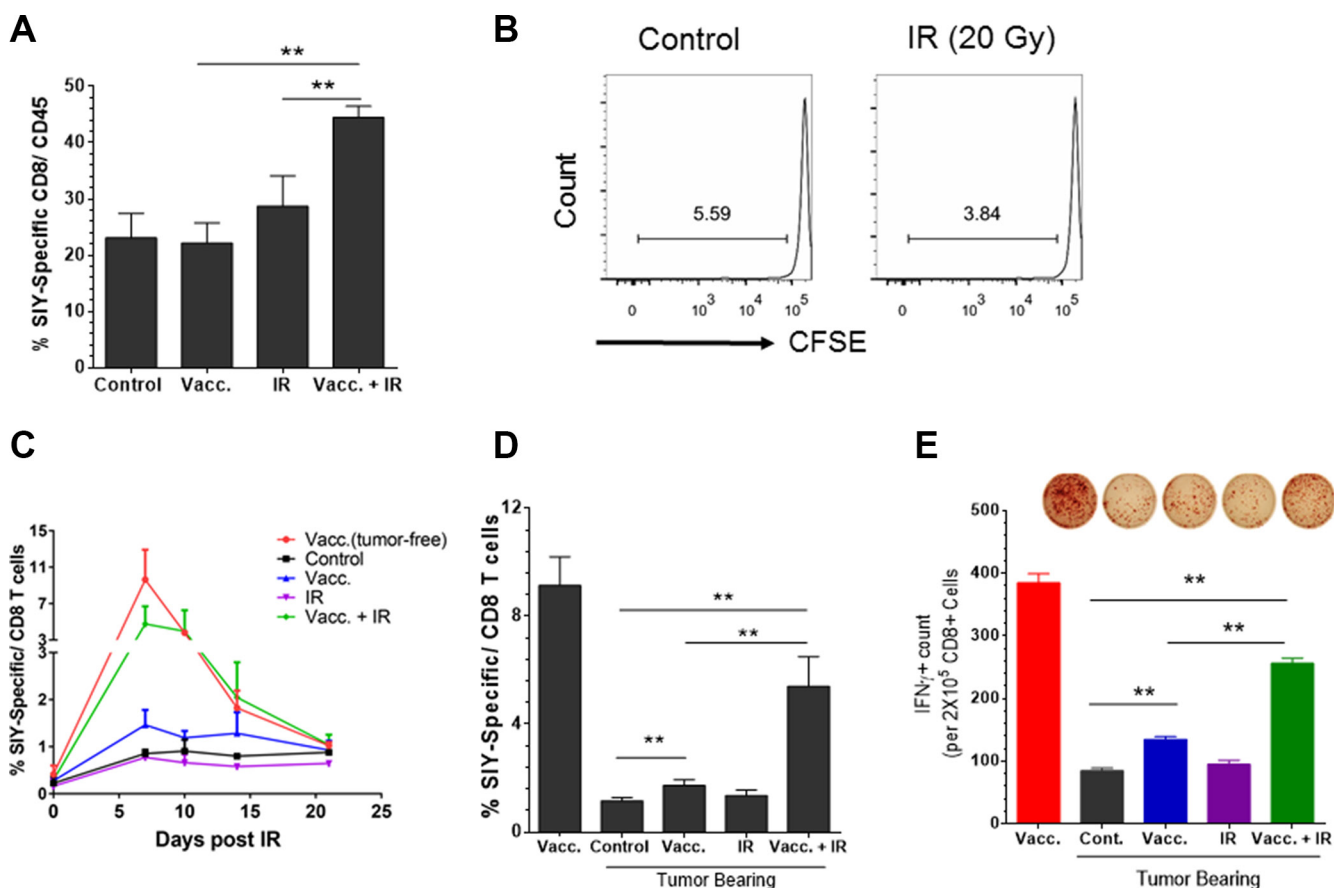 A
% SIY-Specific CD8/ CD45
50
40
30
20
10
0
**
**
Control Vacc. IR Vacc. + IR
B
Control IR (20 Gy)
Count
5.59
3.84
0 10³ 10⁴ 10⁵
0 10³ 10⁴ 10⁵
CFSE
C
% SIY-Specific/ CD8 T cells
15
11
7
3
3
2
1
0
Vacc.(tumor-free)
Control
Vacc.
IR
Vacc. + IR
0 5 10 15 20 25
Days post IR
D
% SIY-Specific/ CD8 T cells
12
8
4
0
**
**
**
Vacc. Control Vacc. IR Vacc. + IR
Tumor Bearing
E
IFNγ+ count
(per 2X10⁵ CD8+ Cells)
500
400
300
200
100
0
**
**
**
Vacc. Cont. Vacc. IR Vacc. + IR
Tumor Bearing